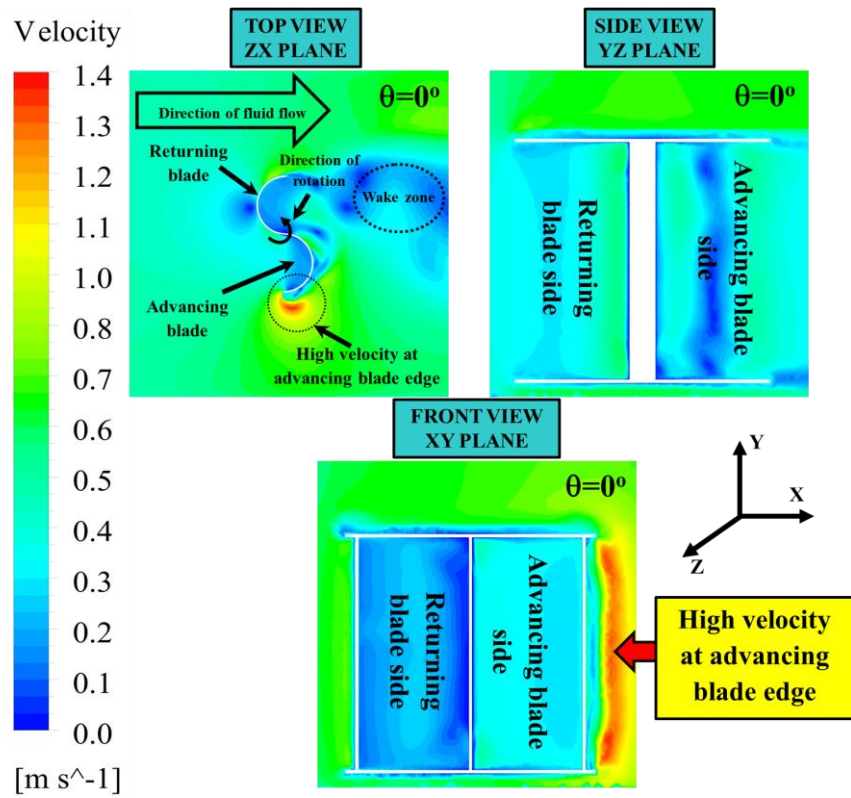 Velocity
1.4
1.3
1.2
1.1
1.0
0.9
0.8
0.7
0.6
0.5
0.4
0.3
0.2
0.1
0.0
[m s^-1]
TOP VIEW
ZX PLANE
θ=0º
Direction of fluid flow
Returning
blade
Direction of
rotation
Wake zone
Advancing
blade
High velocity at
advancing blade edge
SIDE VIEW
YZ PLANE
θ=0º
Returning
blade side
Advancing blade
side
FRONT VIEW
XY PLANE
θ=0º
Returning
blade side
Advancing blade
side
Y
X
Z
High velocity
at advancing
blade edge